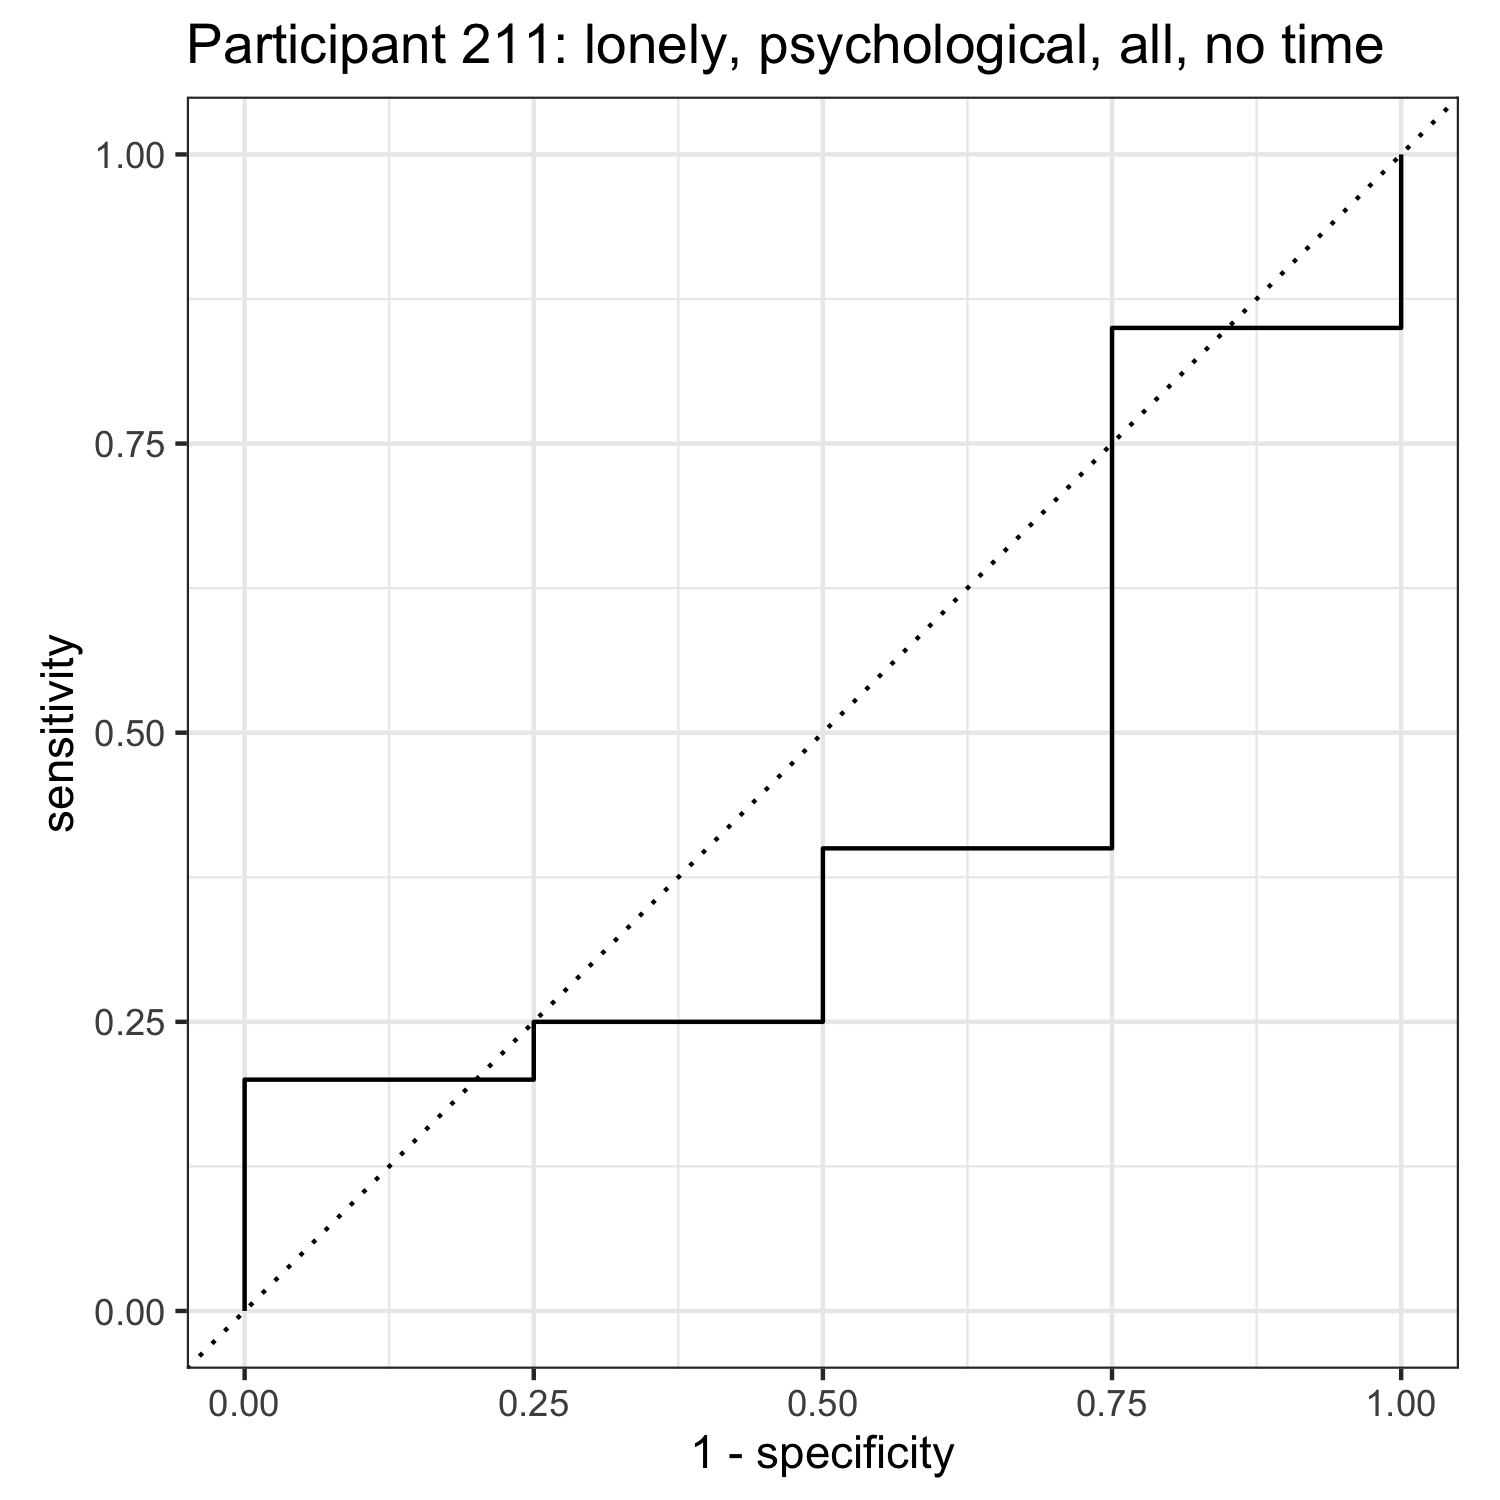 Participant 211: lonely, psychological, all, no time
1.00
0.75
0.50
0.25
0.00
sensitivity
0.00 0.25 0.50 0.75 1.00
1 - specificity